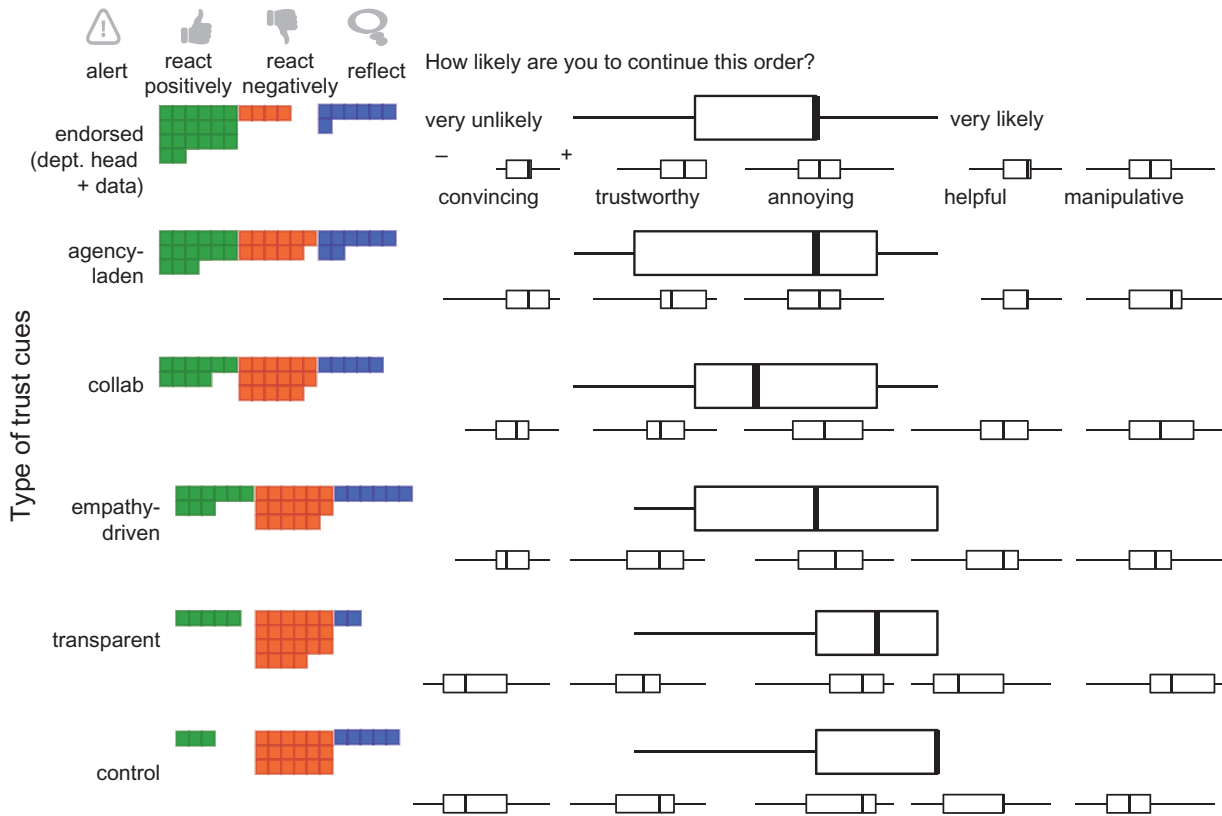 alert
react
positively
react
negatively
reflect
How likely are you to continue this order?
endorsed
(dept. head
+ data)
very unlikely
very likely
–
+
convincing
trustworthy
annoying
helpful
manipulative
agency-
laden
collab
empathy-
driven
transparent
control
Type of trust cues